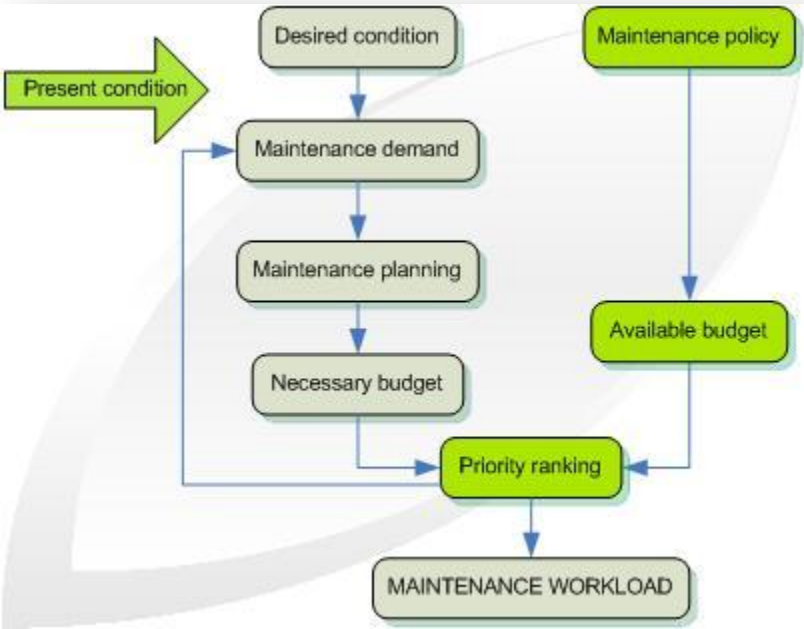 Desired condition
Maintenance policy
Present condition
Maintenance demand
Maintenance planning
Available budget
Necessary budget
Priority ranking
MAINTENANCE WORKLOAD